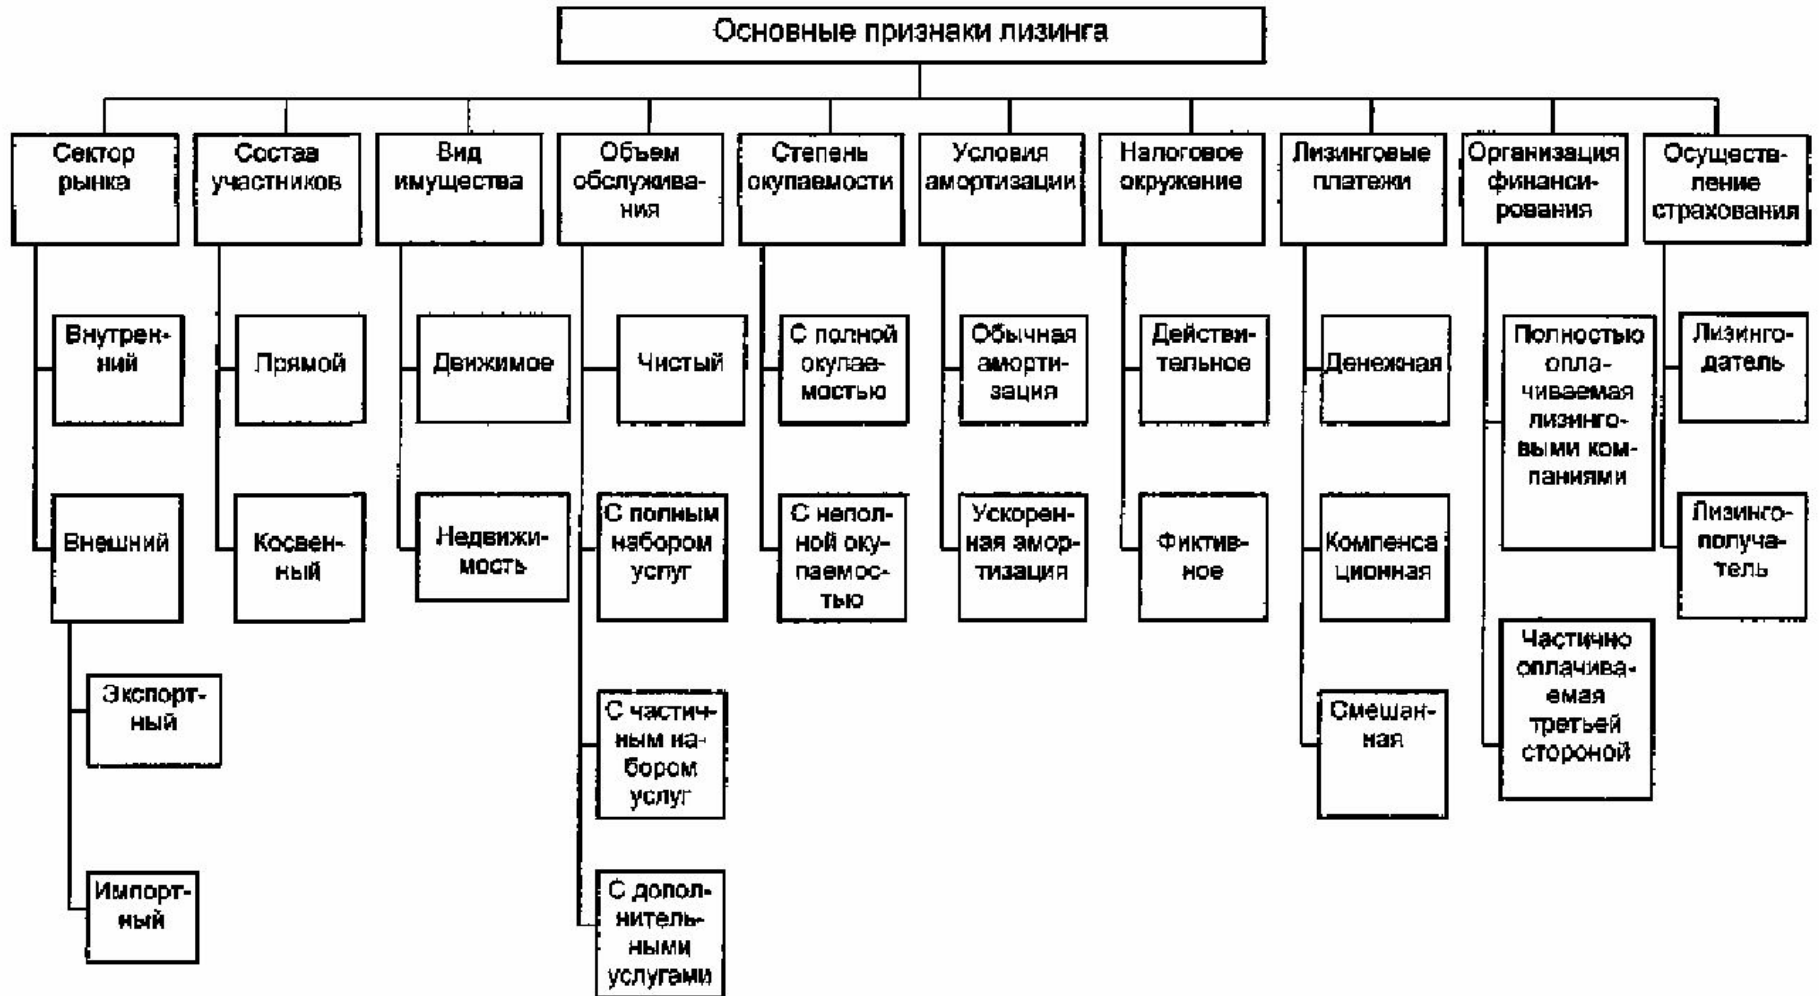 Основные признаки лизинга
Сектор
рынка
Состав
участников
Вид
имущества
Объем
обслужива-
ния
Степень
окупаемости
Условия
амортизации
Налоговое
окружение
Лизинговые
платежи
Организация
финанси-
рования
Осуществ-
ление
страхования
Внутрен-
ний
Внешний
Экспорт-
ный
Импорт-
ный
Прямой
Косвен-
ный
Движимое
Недвижи-
мость
Чистый
С полным
набором
услуг
С частич-
ным на-
бором
услуг
С допол-
нитель-
ными
услугами
С полной
окупае-
мостью
С непол-
ной оку-
паемос-
тью
Обычная
аморти-
зация
Ускорен-
ная амор-
тизация
Действи-
тельное
Фиктив-
ное
Денежная
Компенса
ционная
Смешан-
ная
Полностью
опла-
чиваемая
лизинго-
выми ком-
паниями
Частично
оплачива-
емая
третьей
стороной
Лизинго-
датель
Лизинго-
получа-
тель